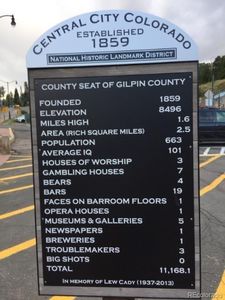 CENTRAL CITY COLORADO
ESTABLISHED
1859
NATIONAL HISTORIC LANDMARK DISTRICT
COUNTY SEAT OF GILPIN COUNTY
FOUNDED 1859
ELEVATION 8496
MILES HIGH 1.6
AREA (RICH SQUARE MILES) 2.5
POPULATION 663
AVERAGE IQ 101
HOUSES OF WORSHIP 3
GAMBLING HOUSES 7
BEARS 4
BARS 19
FACES ON BARROOM FLOORS 1
OPERA HOUSES 1
MUSEUMS & GALLERIES 5
NEWSPAPERS 1
BREWERIES 1
TROUBLEMAKERS 3
BIG SHOTS 0
TOTAL 11,168.1
IN MEMORY OF LEW CADY (1937-2013)
REcolorado